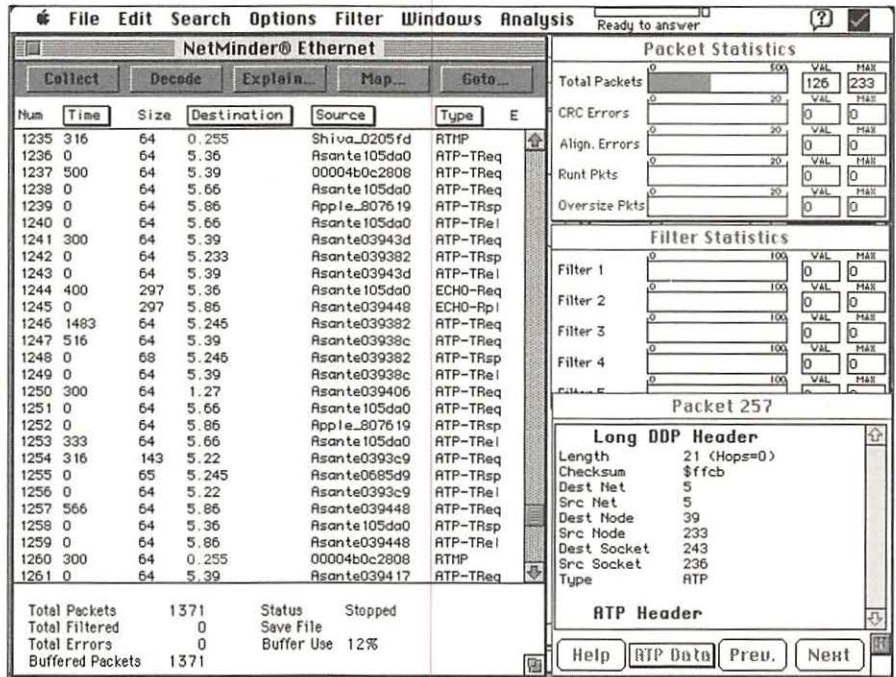 File Edit Search Options Filter Windows Analysis Ready to answer
NetMinder® Ethernet
Collect Decode Explain... Map... Goto...
Num Time Size Destination Source Type E
1235 316 64 0.255 Shiva_0205fd RTMP
1236 0 64 5.36 Asante105da0 ATP-TReq
1237 500 64 5.39 00004b0c2808 ATP-TReq
1238 0 64 5.66 Asante105da0 ATP-TReq
1239 0 64 5.86 Apple_807619 ATP-TRsp
1240 0 64 5.66 Asante105da0 ATP-TRel
1241 300 64 5.39 Asante03943d ATP-TReq
1242 0 64 5.233 Asante039382 ATP-TRsp
1243 0 64 5.39 Asante03943d ATP-TRel
1244 400 297 5.36 Asante105da0 ECHO-Req
1245 0 297 5.86 Asante039448 ECHO-Rpl
1246 1483 64 5.245 Asante039382 ATP-TReq
1247 516 64 5.39 Asante03938c ATP-TReq
1248 0 68 5.246 Asante039382 ATP-TRsp
1249 0 64 5.39 Asante03938c ATP-TRel
1250 300 64 1.27 Asante039406 ATP-TReq
1251 0 64 5.66 Asante105da0 ATP-TReq
1252 0 64 5.86 Apple_807619 ATP-TRsp
1253 333 64 5.66 Asante105da0 ATP-TRel
1254 316 143 5.22 Asante0393c9 ATP-TReq
1255 0 65 5.245 Asante0685d9 ATP-TRsp
1256 0 64 5.22 Asante0393c9 ATP-TRel
1257 566 64 5.86 Asante039448 ATP-TReq
1258 0 64 5.36 Asante105da0 ATP-TRsp
1259 0 64 5.86 Asante039448 ATP-TRel
1260 300 64 0.255 00004b0c2808 RTMP
1261 0 64 5.39 Asante039417 ATP-TReq
Total Packets 1371 Status Stopped
Total Filtered 0 Save File
Total Errors 0 Buffer Use 12%
Buffered Packets 1371
Packet Statistics
0 500 VAL MAX
Total Packets 126 233
0 20 VAL MAX
CRC Errors 0 0
VAL MAX
Align. Errors 0 0
0 20 VAL MAX
Runt Pkts 0 0
0 20 VAL MAX
Oversize Pkts 0 0
Filter Statistics
0 100 VAL MAX
Filter 1 0 0
0 100 VAL MAX
Filter 2 0 0
0 100 VAL MAX
Filter 3 0 0
0 100 VAL MAX
Filter 4 0 0
0 100 VAL MAX
Packet 257
Long DDP Header
Length 21 (Hops=0)
Checksum $ffcb
Dest Net 5
Src Net 5
Dest Node 39
Src Node 233
Dest Socket 243
Src Socket 236
Type ATP
ATP Header
Help ATP Data Prev. Next